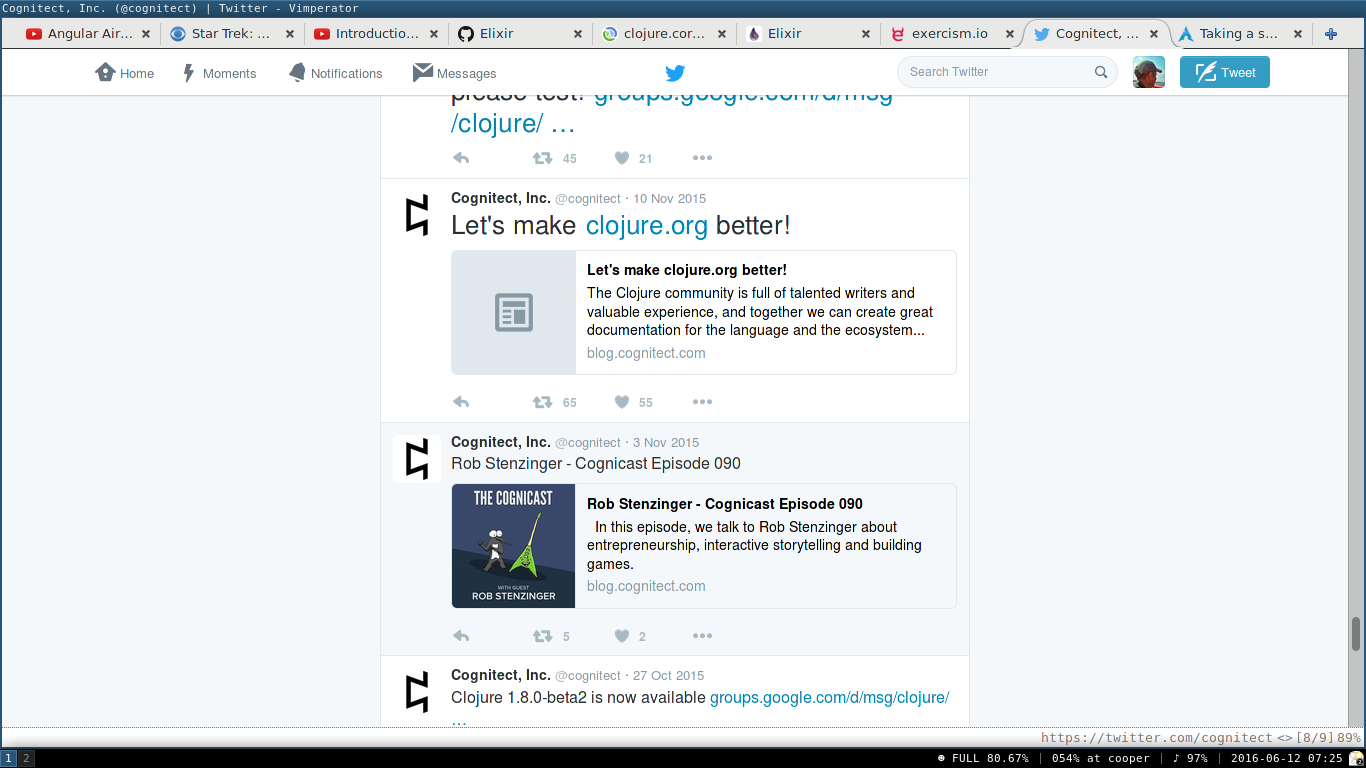 Cognitect, Inc. (@cognitect) | Twitter - Vimperator
Angular Air... Star Trek: ... Introductio... Elixir clojure.cor... Elixir exercism.io Cognitect, ... Taking a s...
Home Moments Notifications Messages Search Twitter Tweet
please test! groups.google.com/d/msg
/clojure/ …
45 21
Cognitect, Inc. @cognitect · 10 Nov 2015
Let's make clojure.org better!
Let's make clojure.org better!
The Clojure community is full of talented writers and
valuable experience, and together we can create great
documentation for the language and the ecosystem...
blog.cognitect.com
65 55
Cognitect, Inc. @cognitect · 3 Nov 2015
Rob Stenzinger - Cognicast Episode 090
THE COGNICAST
WITH GUEST
ROB STENZINGER
Rob Stenzinger - Cognicast Episode 090
In this episode, we talk to Rob Stenzinger about
entrepreneurship, interactive storytelling and building
games.
blog.cognitect.com
5 2
Cognitect, Inc. @cognitect · 27 Oct 2015
Clojure 1.8.0-beta2 is now available groups.google.com/d/msg/clojure/
…
https://twitter.com/cognitect <>[8/9]89%
1 2 FULL 80.67% | 054% at cooper | ♪ 97% | 2016-06-12 07:25